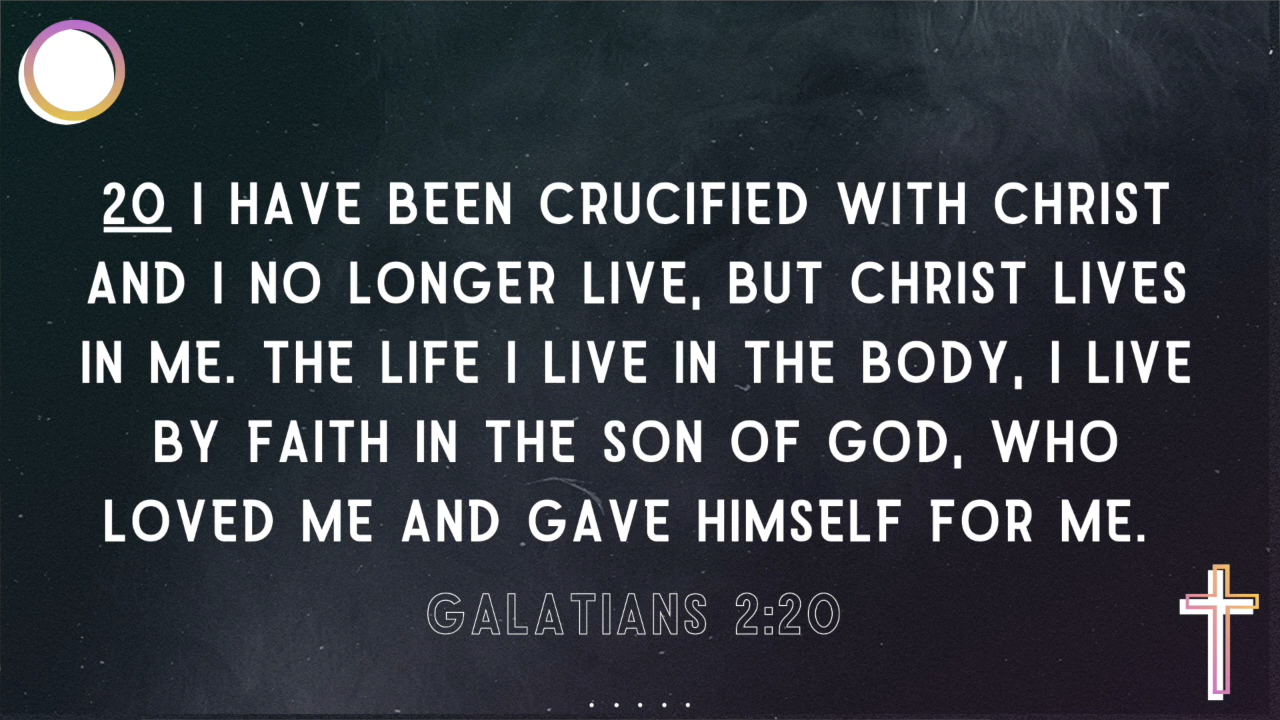 20 I HAVE BEEN CRUCIFIED WITH CHRIST
AND I NO LONGER LIVE, BUT CHRIST LIVES
IN ME. THE LIFE I LIVE IN THE BODY, I LIVE
BY FAITH IN THE SON OF GOD, WHO
LOVED ME AND GAVE HIMSELF FOR ME.
GALATIANS 2:20